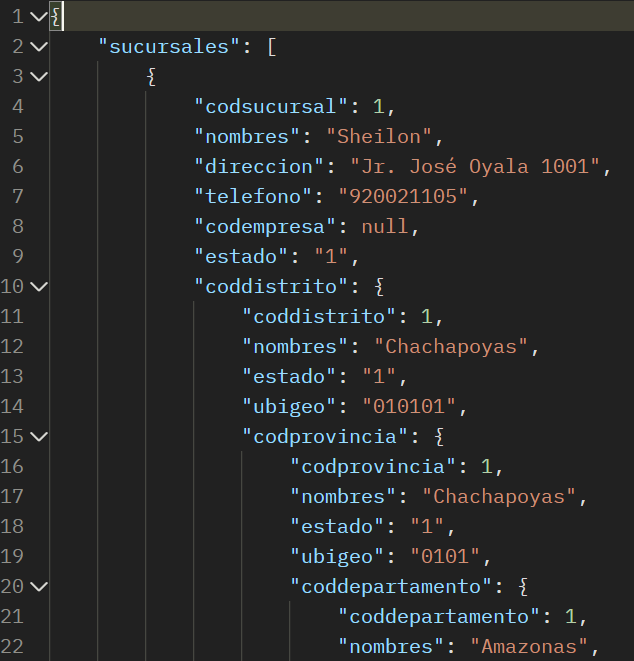 1 {
2 "sucursales": [
3 {
4 "codsucursal": 1,
5 "nombres": "Sheilon",
6 "direccion": "Jr. José Oyala 1001",
7 "telefono": "920021105",
8 "codempresa": null,
9 "estado": "1",
10 "coddistrito": {
11 "coddistrito": 1,
12 "nombres": "Chachapoyas",
13 "estado": "1",
14 "ubigeo": "010101",
15 "codprovincia": {
16 "codprovincia": 1,
17 "nombres": "Chachapoyas",
18 "estado": "1",
19 "ubigeo": "0101",
20 "coddepartamento": {
21 "coddepartamento": 1,
22 "nombres": "Amazonas",